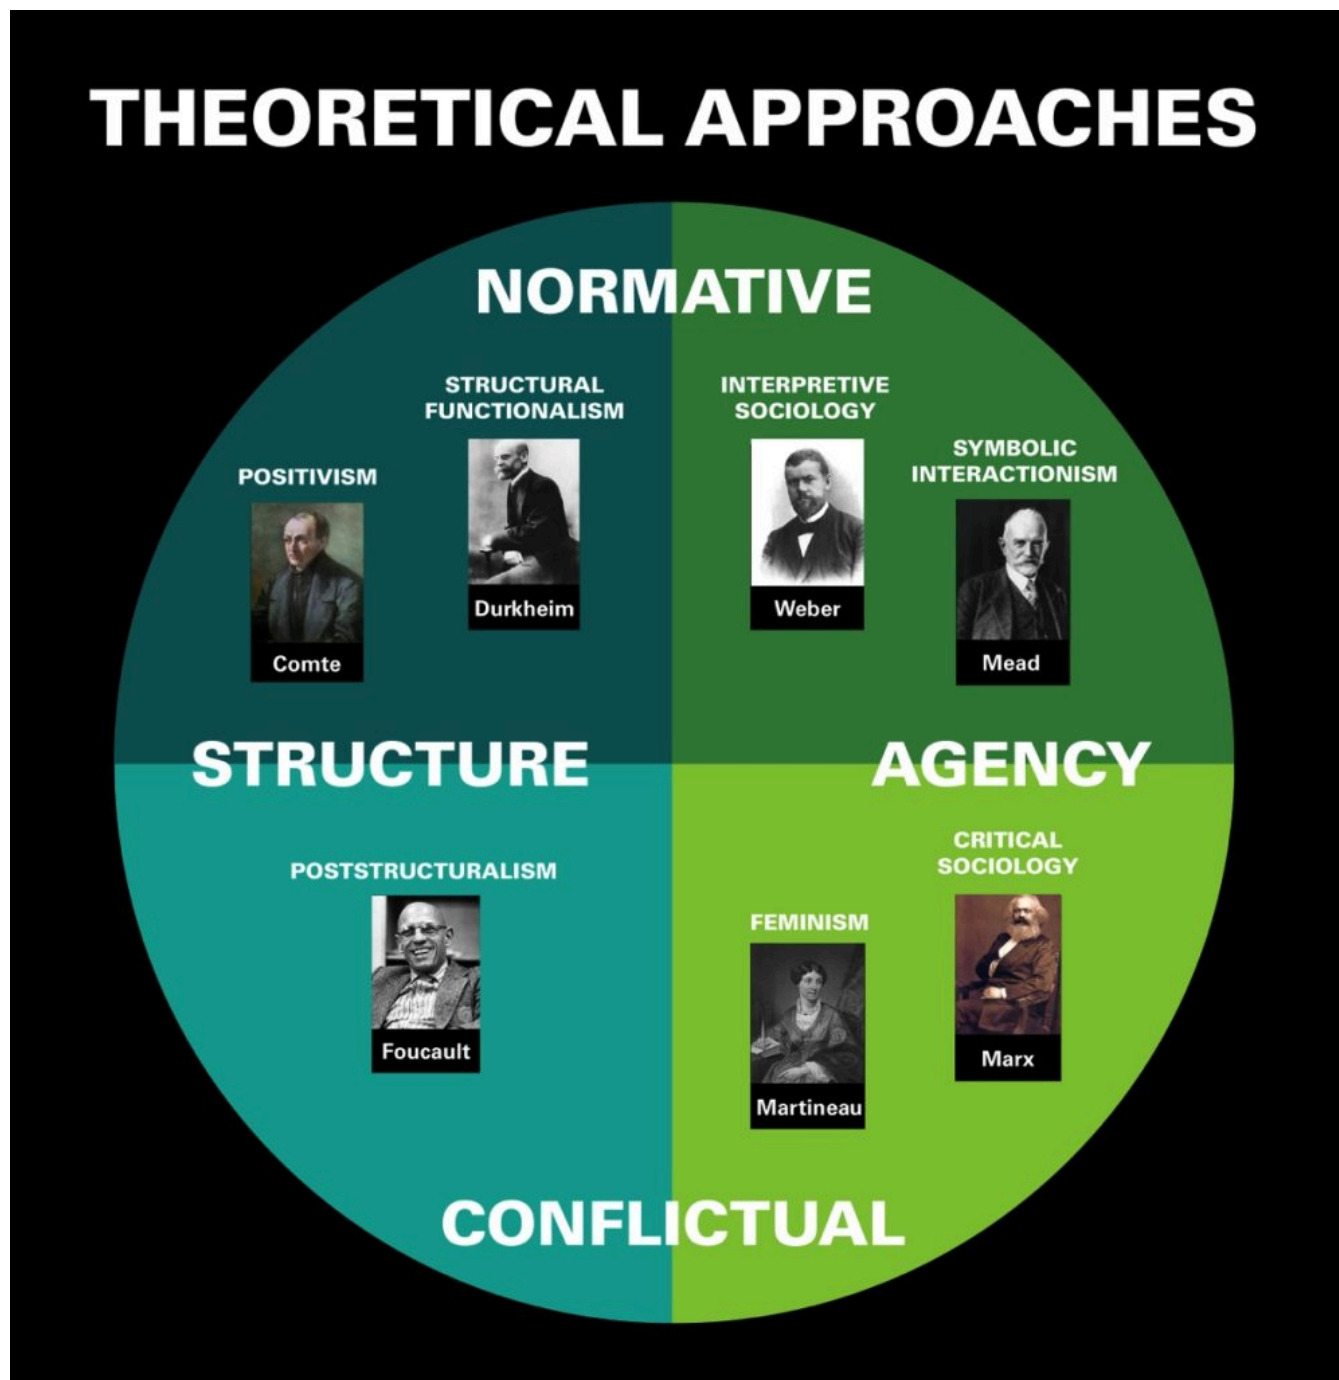 THEORETICAL APPROACHES
NORMATIVE
STRUCTURAL
FUNCTIONALISM
Durkheim
POSITIVISM
Comte
INTERPRETIVE
SOCIOLOGY
Weber
SYMBOLIC
INTERACTIONISM
Mead
STRUCTURE
AGENCY
POSTSTRUCTURALISM
Foucault
FEMINISM
Martineau
CRITICAL
SOCIOLOGY
Marx
CONFLICTUAL